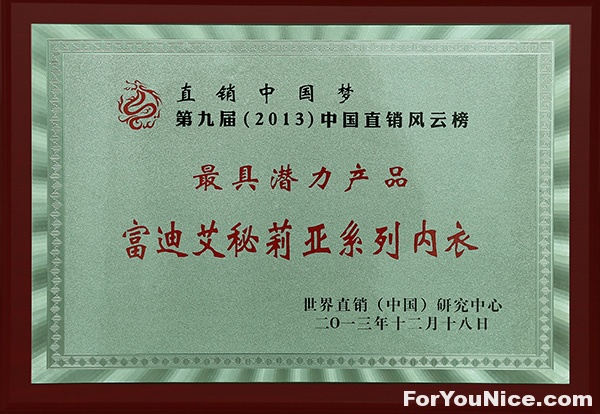 直销中国梦
第九届(2013)中国直销风云榜
最具潜力产品
富迪艾秘莉亚系列内衣
世界直销（中国）研究中心
二〇一三年十二月十八日
ForYouNice.com